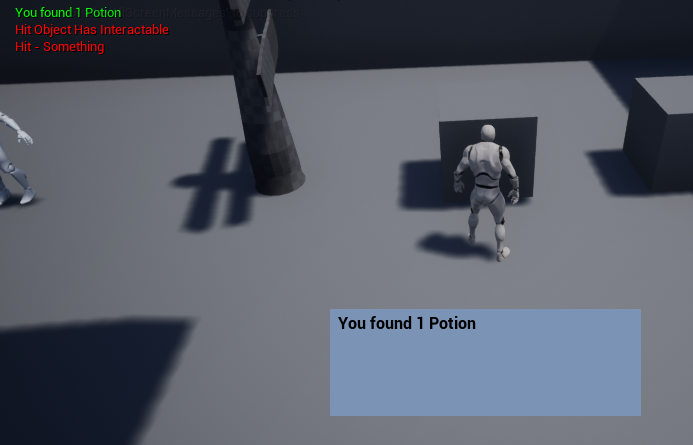 You found 1 Potion
Hit Object Has Interactable
Hit - Something
You found 1 Potion